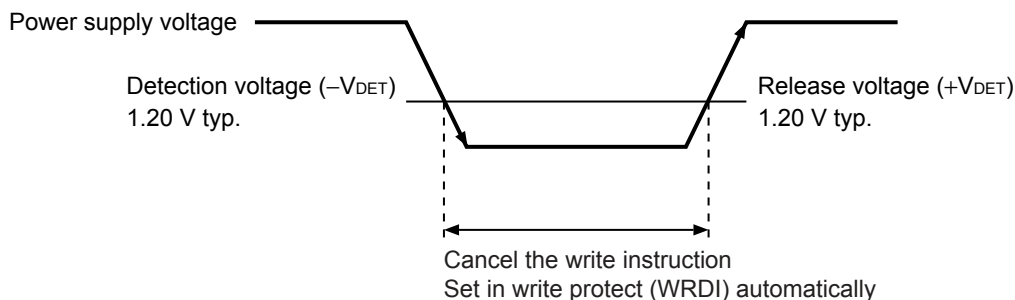 Power supply voltage
Detection voltage (−VDET)
1.20 V typ.
Release voltage (+VDET)
1.20 V typ.
Cancel the write instruction
Set in write protect (WRDI) automatically